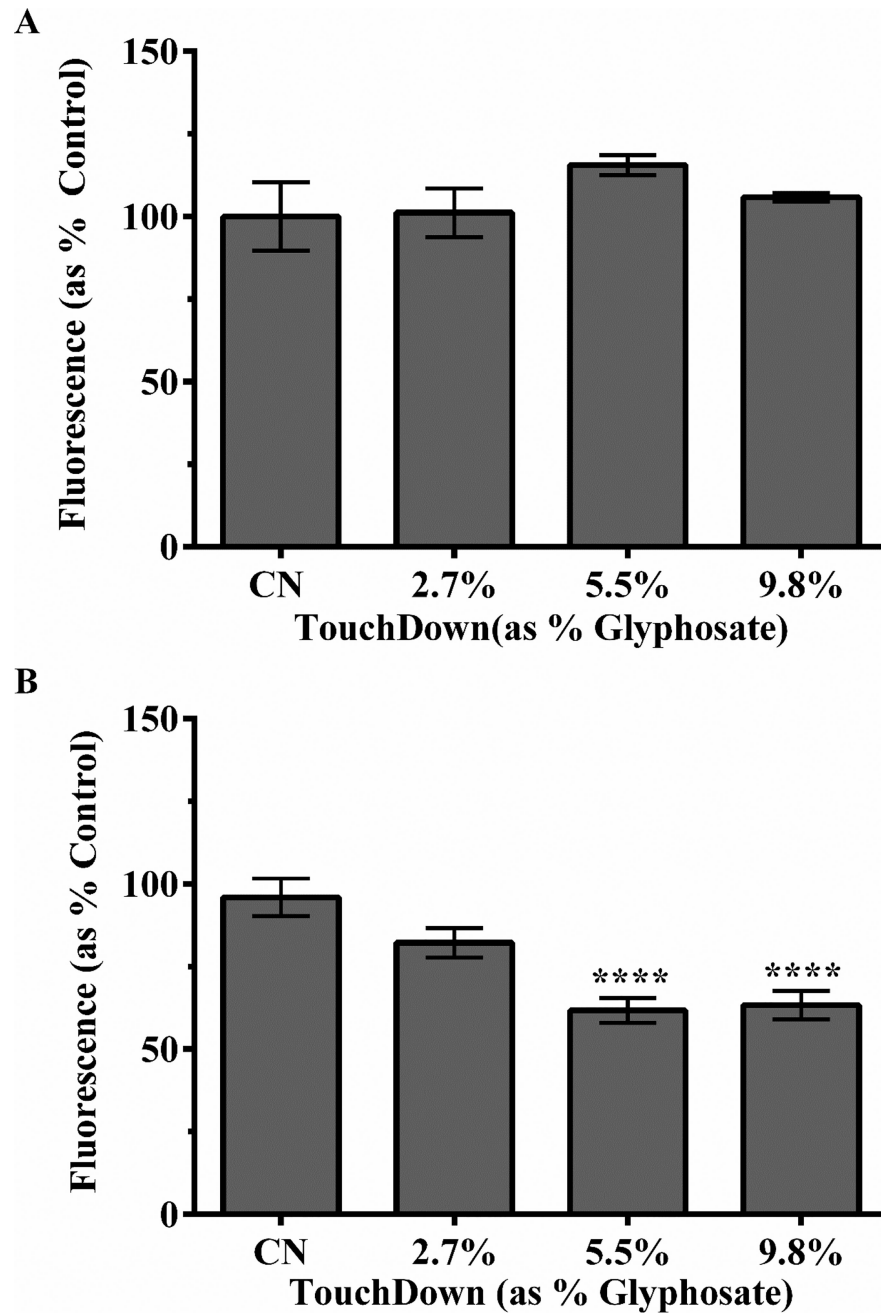 A
Fluorescence (as % Control)
150
100
50
0
CN 2.7% 5.5% 9.8%
TouchDown(as % Glyphosate)
B
Fluorescence (as % Control)
150
100
50
0
**** ****
CN 2.7% 5.5% 9.8%
TouchDown (as % Glyphosate)